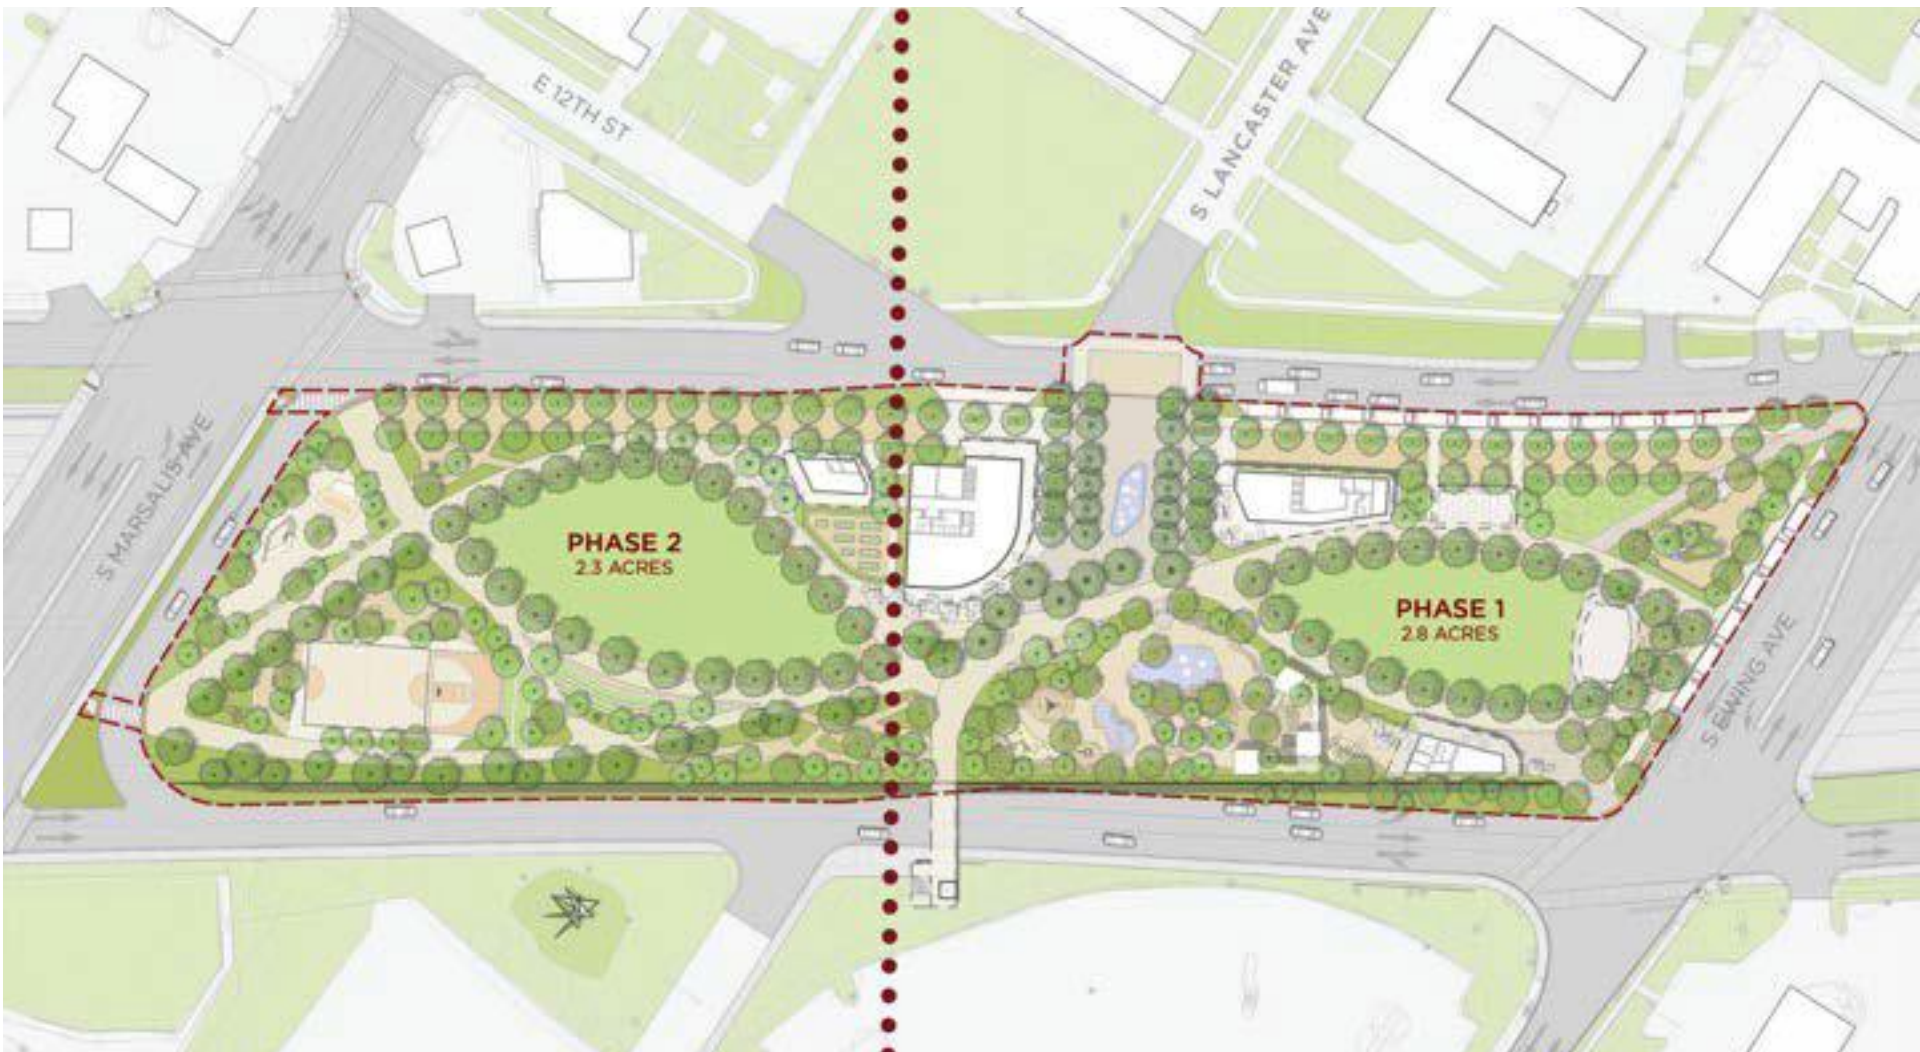 E 12TH ST
S LANCASTER AVE
S MARSALIS AVE
PHASE 2
2.3 ACRES
PHASE 1
2.8 ACRES
S EWING AVE